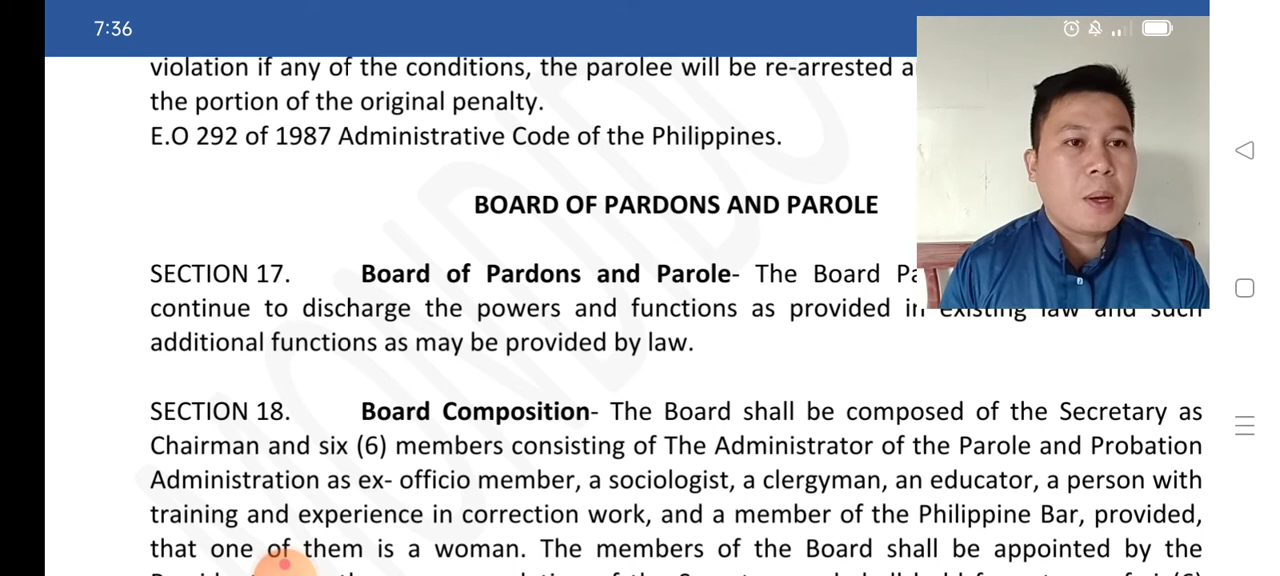 7:36
violation if any of the conditions, the parolee will be re-arrested
the portion of the original penalty.
E.O 292 of 1987 Administrative Code of the Philippines.
BOARD OF PARDONS AND PAROLE
SECTION 17. Board of Pardons and Parole- The Board
continue to discharge the powers and functions as provided in existing law and such
additional functions as may be provided by law.
SECTION 18. Board Composition- The Board shall be composed of the Secretary as
Chairman and six (6) members consisting of The Administrator of the Parole and Probation
Administration as ex- officio member, a sociologist, a clergyman, an educator, a person with
training and experience in correction work, and a member of the Philippine Bar, provided,
that one of them is a woman. The members of the Board shall be appointed by the